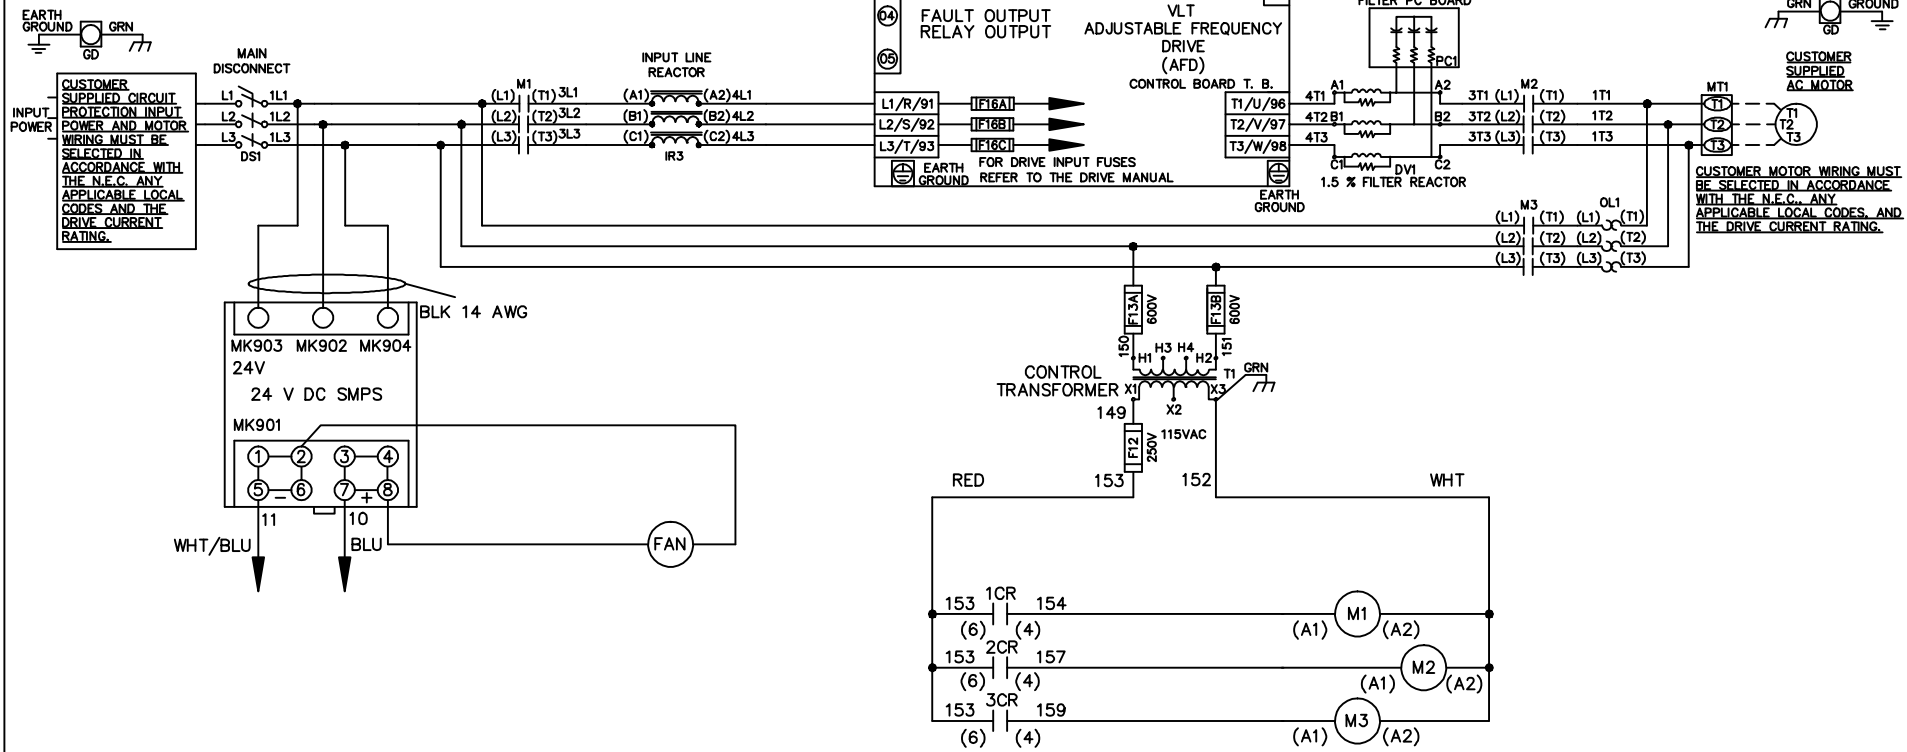 EARTH
GROUND
GRN
GD
MAIN
DISCONNECT
CUSTOMER
SUPPLIED CIRCUIT
PROTECTION INPUT
POWER AND MOTOR
WIRING MUST BE
SELECTED IN
ACCORDANCE WITH
THE N.E.C. ANY
APPLICABLE LOCAL
CODES AND THE
DRIVE CURRENT
RATING.
INPUT
POWER
L1 1L1
L2 1L2
L3 1L3
DS1
M1
(L1) (T1) 3L1
(L2) (T2) 3L2
(L3) (T3) 3L3
INPUT LINE
REACTOR
(A1) (A2) 4L1
(B1) (B2) 4L2
(C1) (C2) 4L3
IR3
04
05
FAULT OUTPUT
RELAY OUTPUT
VLT
ADJUSTABLE FREQUENCY
DRIVE
(AFD)
CONTROL BOARD T. B.
L1/R/91 F16A
L2/S/92 F16B
L3/T/93 F16C
EARTH
GROUND
FOR DRIVE INPUT FUSES
REFER TO THE DRIVE MANUAL
T1/U/96 4T1
T2/V/97 4T2
T3/W/98 4T3
EARTH
GROUND
FILTER PC BOARD
PC1
A1 A2
B1 B2
C1 C2
DV1
1.5 % FILTER REACTOR
M2
3T1 (L1) (T1) 1T1
3T2 (L2) (T2) 1T2
3T3 (L3) (T3) 1T3
MT1
T1
T2
T3
T1
T2
T3
GRN
GROUND
GD
CUSTOMER
SUPPLIED
AC MOTOR
CUSTOMER MOTOR WIRING MUST
BE SELECTED IN ACCORDANCE
WITH THE N.E.C., ANY
APPLICABLE LOCAL CODES, AND
THE DRIVE CURRENT RATING.
M3 OL1
(L1) (T1) (L1) (T1)
(L2) (T2) (L2) (T2)
(L3) (T3) (L3) (T3)
BLK 14 AWG
MK903 MK902 MK904
24V
24 V DC SMPS
MK901
1 2 3 4
5 - 6 7 + 8
11 10
WHT/BLU BLU
FAN
F13A 600V
F13B 600V
150 151
H1 H3 H4 H2
CONTROL
TRANSFORMER
T1
GRN
X1 X2 X3
149
F12 250V
115VAC
153 152
RED WHT
1CR
153 154
(6) (4)
M1
(A1) (A2)
2CR
153 157
(6) (4)
M2
(A1) (A2)
3CR
153 159
(6) (4)
M3
(A1) (A2)